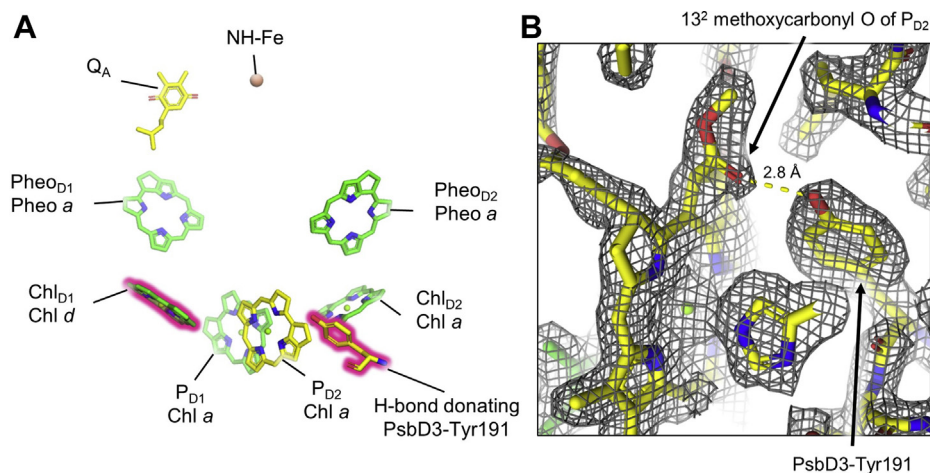 A
NH-Fe
Q_A
Pheo_D1
Pheo a
Pheo_D2
Pheo a
Chl_D1
Chl d
Chl_D2
Chl a
P_D1
Chl a
P_D2
Chl a
H-bond donating
PsbD3-Tyr191
B
13² methoxycarbonyl O of P_D2
2.8 Å
PsbD3-Tyr191